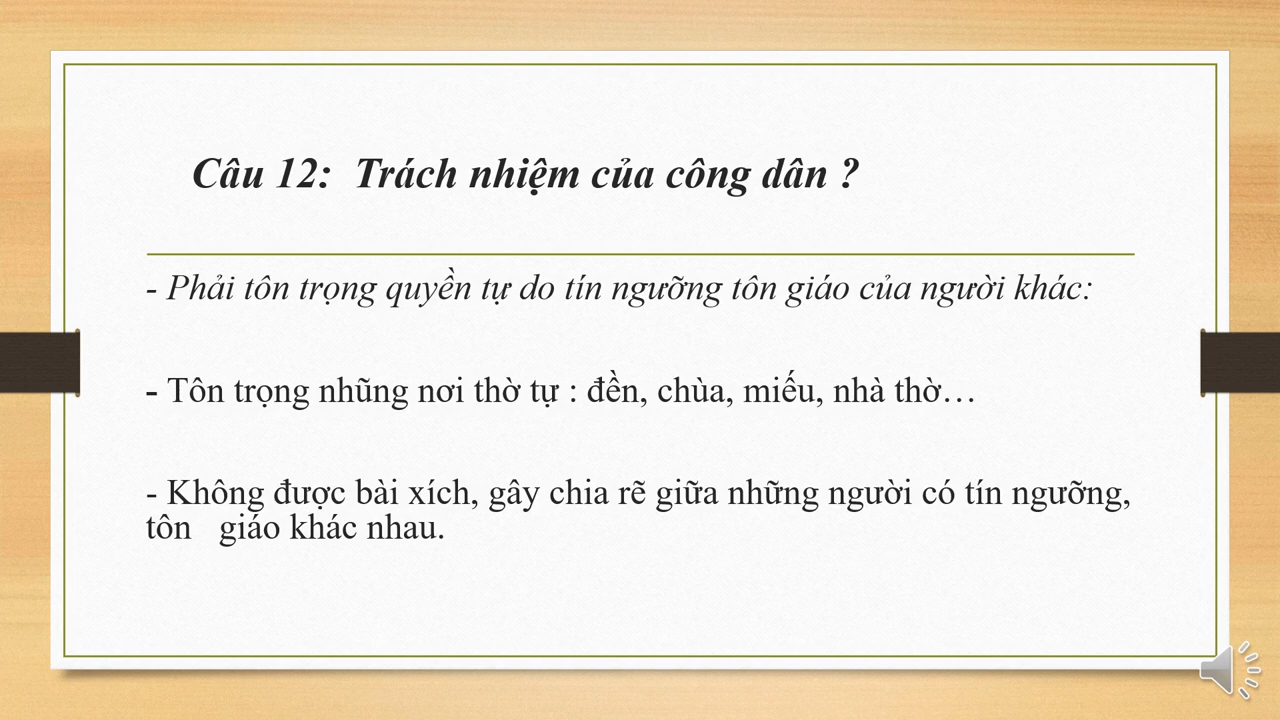 Câu 12:  Trách nhiệm của công dân ?
- Phải tôn trọng quyền tự do tín ngưỡng tôn giáo của người khác:
- Tôn trọng nhũng nơi thờ tự : đền, chùa, miếu, nhà thờ…
- Không được bài xích, gây chia rẽ giữa những người có tín ngưỡng,
tôn   giáo khác nhau.